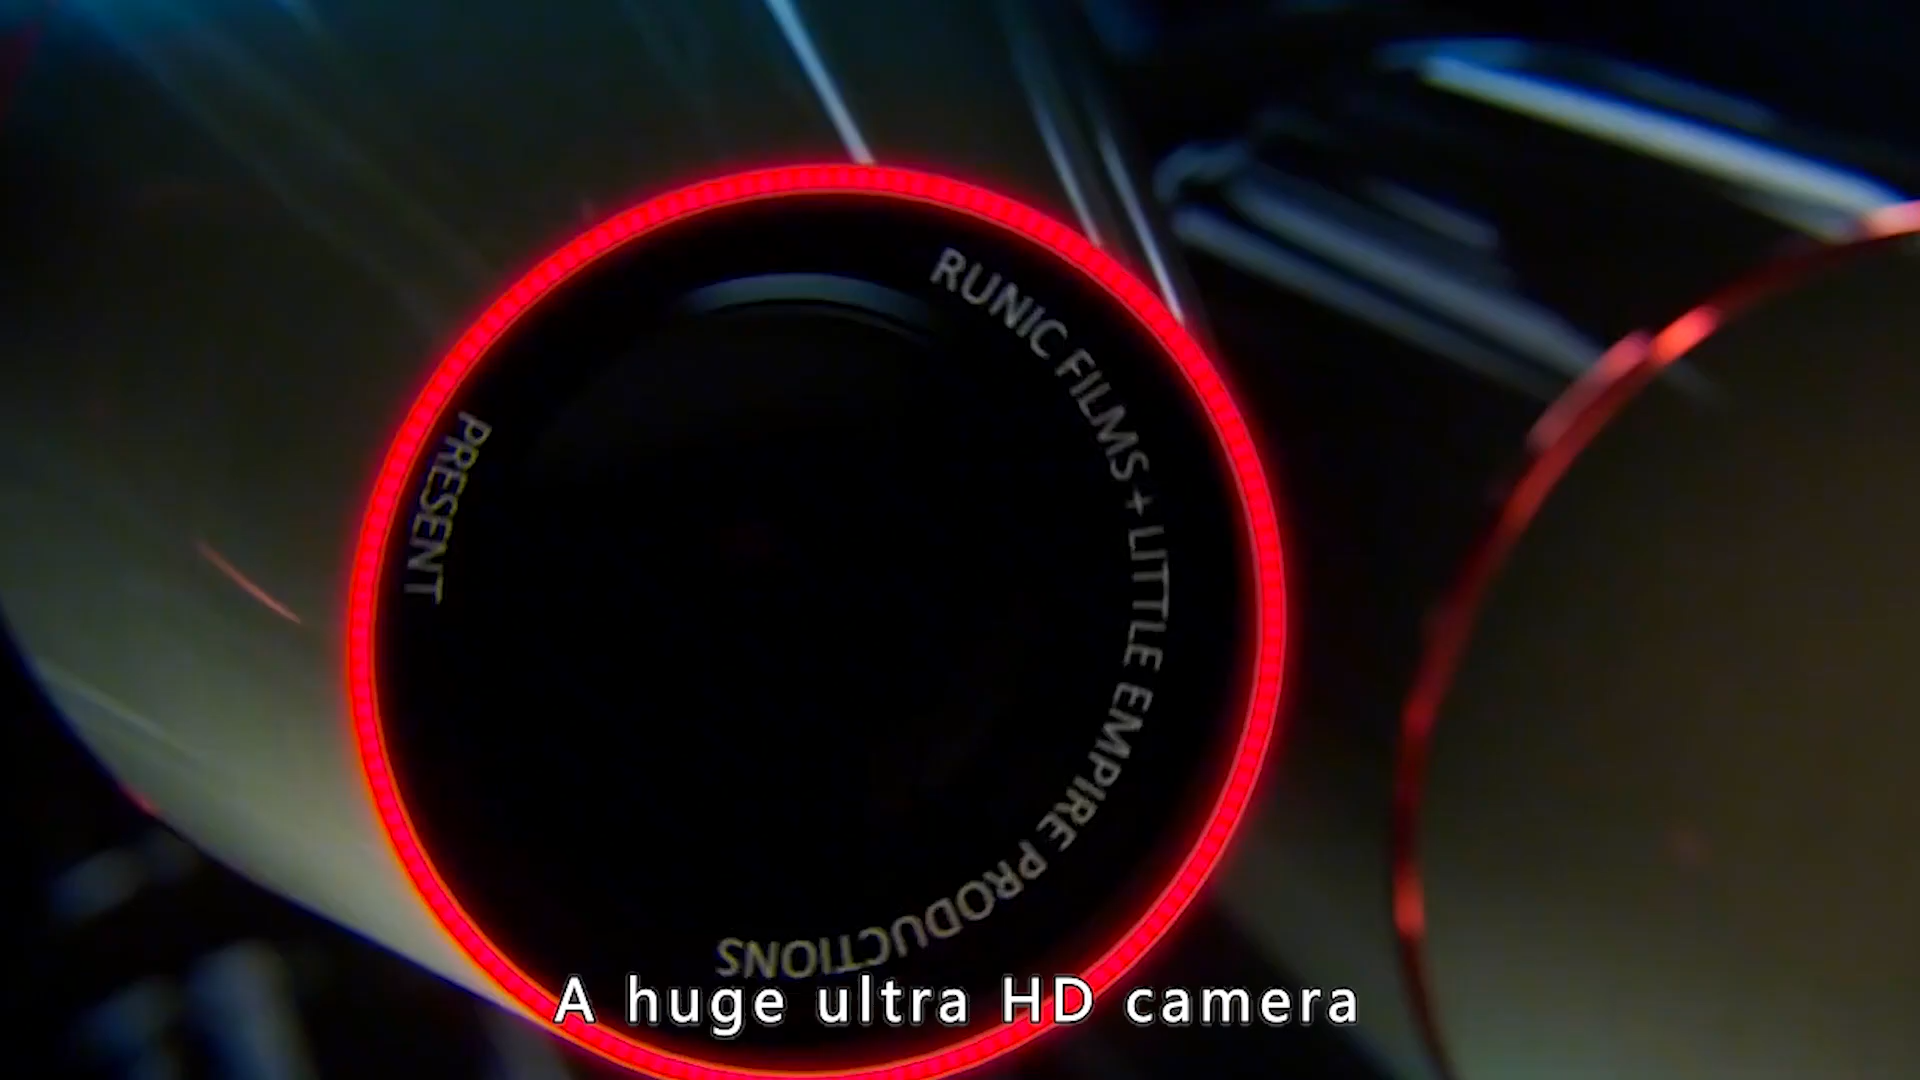 RUNIC FILMS + LITTLE EMPIRE PRODUCTIONS
PRESENT
A huge ultra HD camera